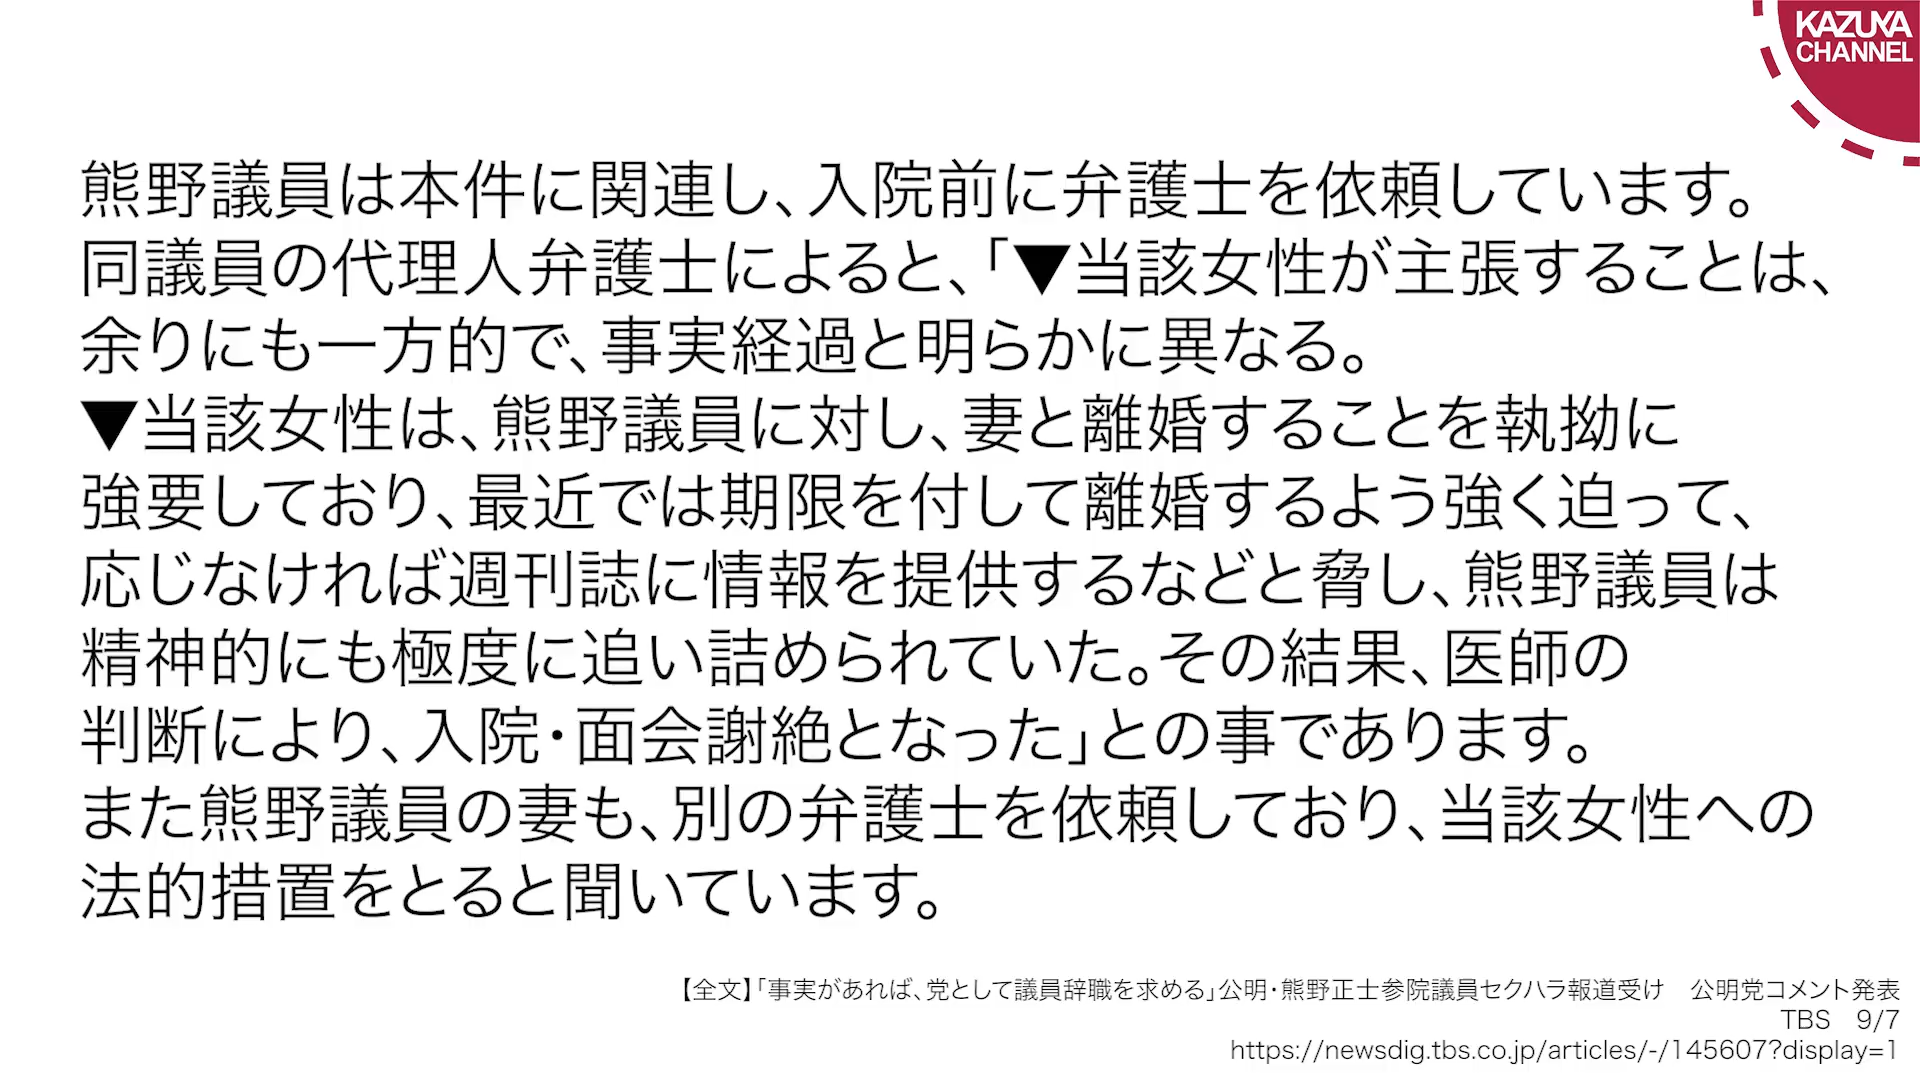 KAZUYA
CHANNEL
熊野議員は本件に関連し、入院前に弁護士を依頼しています。
同議員の代理人弁護士によると、「▼当該女性が主張することは、
余りにも一方的で、事実経過と明らかに異なる。
▼当該女性は、熊野議員に対し、妻と離婚することを執拗に
強要しており、最近では期限を付して離婚するよう強く迫って、
応じなければ週刊誌に情報を提供するなどと脅し、熊野議員は
精神的にも極度に追い詰められていた。その結果、医師の
判断により、入院・面会謝絶となった」との事であります。
また熊野議員の妻も、別の弁護士を依頼しており、当該女性への
法的措置をとると聞いています。
【全文】「事実があれば、党として議員辞職を求める」公明・熊野正士参院議員セクハラ報道受け　公明党コメント発表
TBS　9/7
https://newsdig.tbs.co.jp/articles/-/145607?display=1